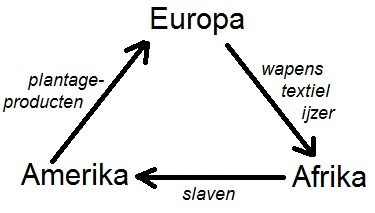 Europa
plantage-
producten
wapens
textiel
ijzer
Amerika
slaven
Afrika